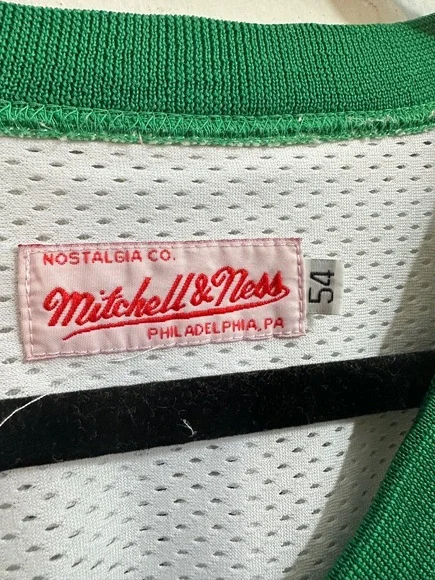 NOSTALGIA CO.
Mitchell & Ness
PHILADELPHIA, PA
54